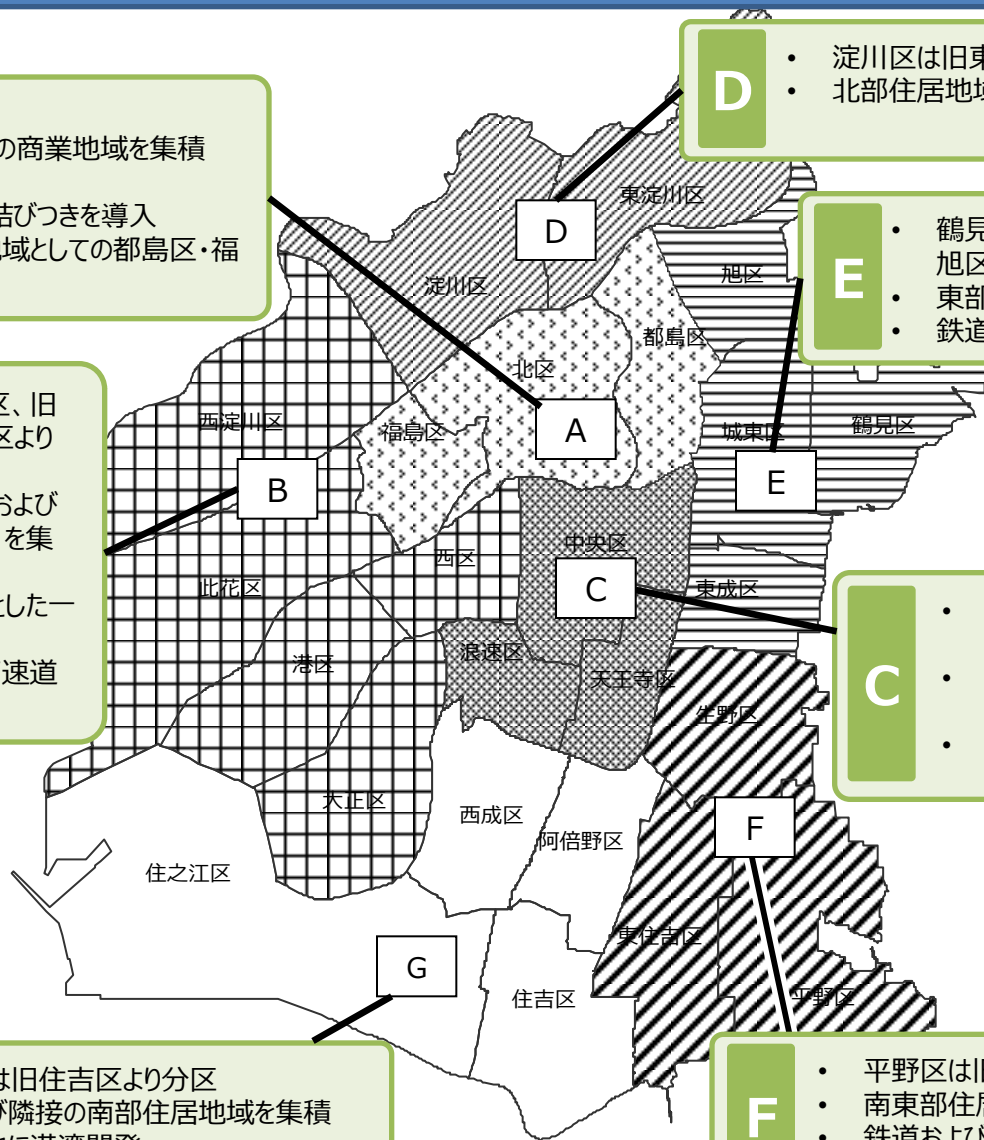 D
• 淀川区は旧東
• 北部住居地域
の商業地域を集積
結びつきを導入
域としての都島区・福
東淀川区
D
E
• 鶴見
旭区
• 東部
• 鉄道
旭区
淀川区
都島区
北区
区、旧
区より
および
を集
とした一
速道
西淀川区
福島区
A
城東区
鶴見区
B
E
西区
中央区
此花区
C
東成区
C
•
•
•
浪速区
港区
天王寺区
生野区
大正区
西成区
F
阿倍野区
住之江区
東住吉区
G
住吉区
平野区
は旧住吉区より分区
び隣接の南部住居地域を集積
F
• 平野区は旧
• 南東部住居
• 鉄道および